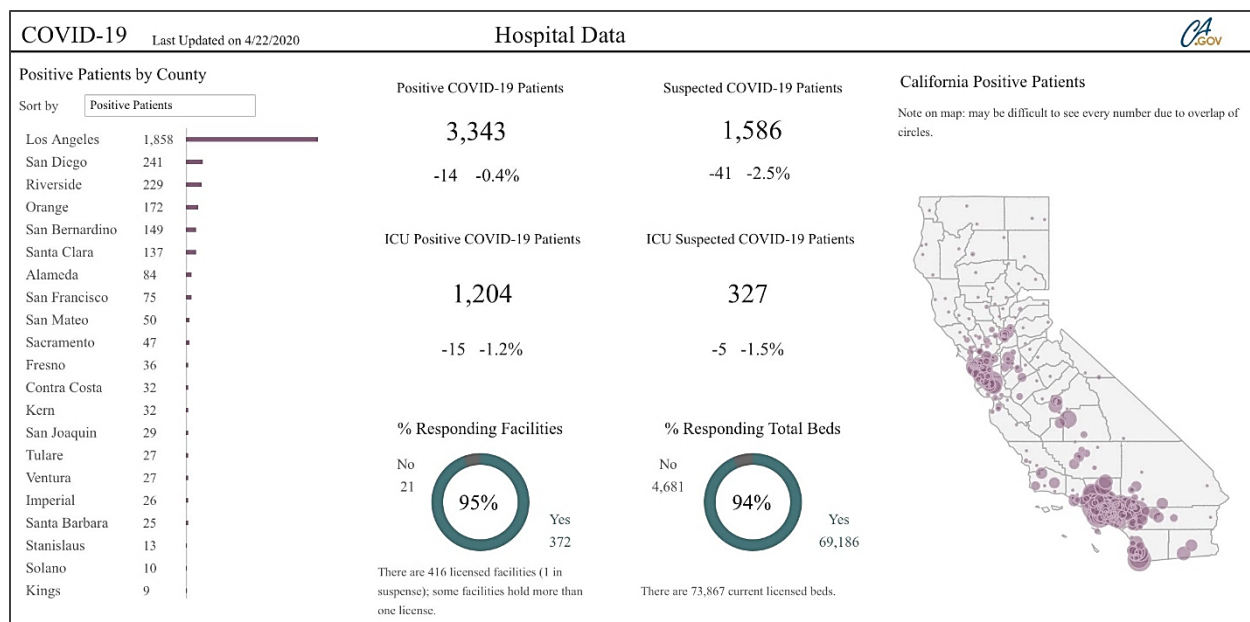 COVID-19 Last Updated on 4/22/2020 Hospital Data CA.GOV
Positive Patients by County
Sort by Positive Patients
Los Angeles 1,858
San Diego 241
Riverside 229
Orange 172
San Bernardino 149
Santa Clara 137
Alameda 84
San Francisco 75
San Mateo 50
Sacramento 47
Fresno 36
Contra Costa 32
Kern 32
San Joaquin 29
Tulare 27
Ventura 27
Imperial 26
Santa Barbara 25
Stanislaus 13
Solano 10
Kings 9
Positive COVID-19 Patients
3,343
-14 -0.4%
Suspected COVID-19 Patients
1,586
-41 -2.5%
ICU Positive COVID-19 Patients
1,204
-15 -1.2%
ICU Suspected COVID-19 Patients
327
-5 -1.5%
% Responding Facilities
No
21
95%
Yes
372
There are 416 licensed facilities (1 in
suspense); some facilities hold more than
one license.
% Responding Total Beds
No
4,681
94%
Yes
69,186
There are 73,867 current licensed beds.
California Positive Patients
Note on map: may be difficult to see every number due to overlap of
circles.